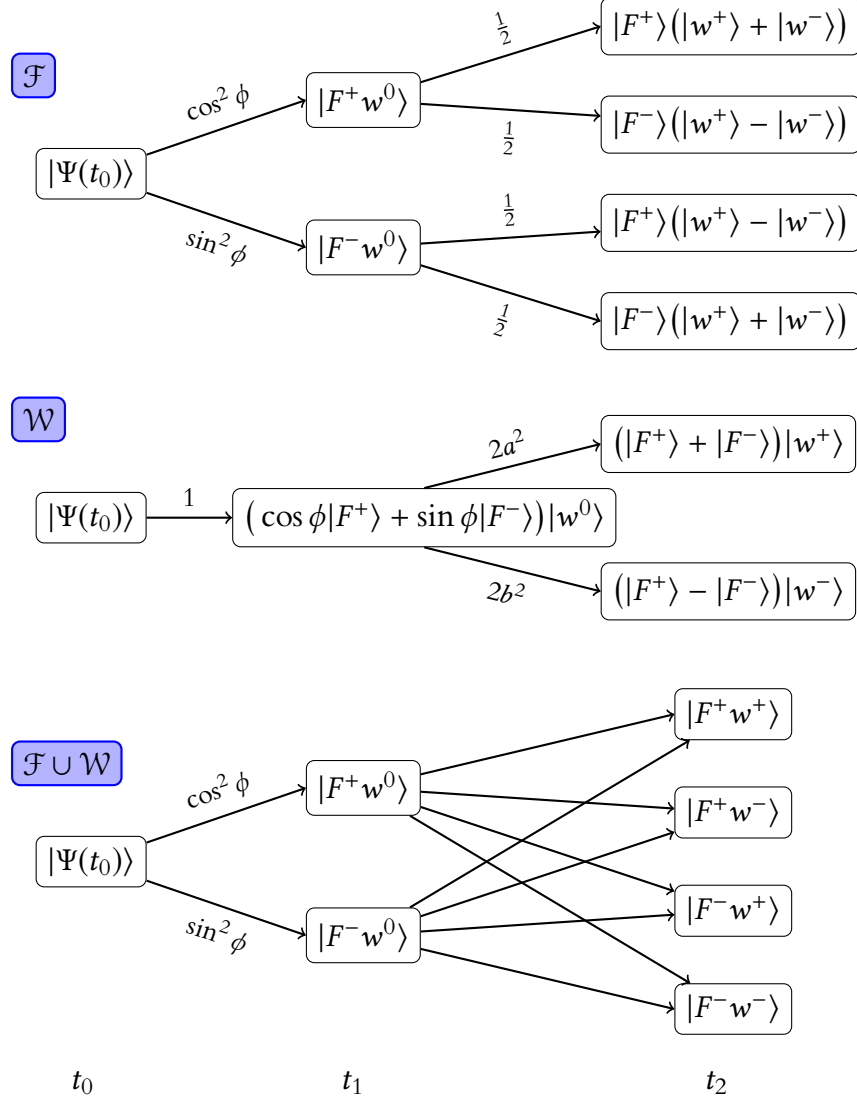 ½
|F⁺⟩(|w⁺⟩ + |w⁻⟩)
ℱ
cos² ϕ
|F⁺w⁰⟩
½
|F⁻⟩(|w⁺⟩ − |w⁻⟩)
|Ψ(t₀)⟩
½
|F⁺⟩(|w⁺⟩ − |w⁻⟩)
sin² ϕ
|F⁻w⁰⟩
½
|F⁻⟩(|w⁺⟩ + |w⁻⟩)
𝒲
2a²
(|F⁺⟩ + |F⁻⟩)|w⁺⟩
|Ψ(t₀)⟩
1
(cos ϕ|F⁺⟩ + sin ϕ|F⁻⟩)|w⁰⟩
2b²
(|F⁺⟩ − |F⁻⟩)|w⁻⟩
|F⁺w⁺⟩
ℱ ∪ 𝒲
cos² ϕ
|F⁺w⁰⟩
|F⁺w⁻⟩
|Ψ(t₀)⟩
|F⁻w⁺⟩
sin² ϕ
|F⁻w⁰⟩
|F⁻w⁻⟩
t₀ t₁ t₂